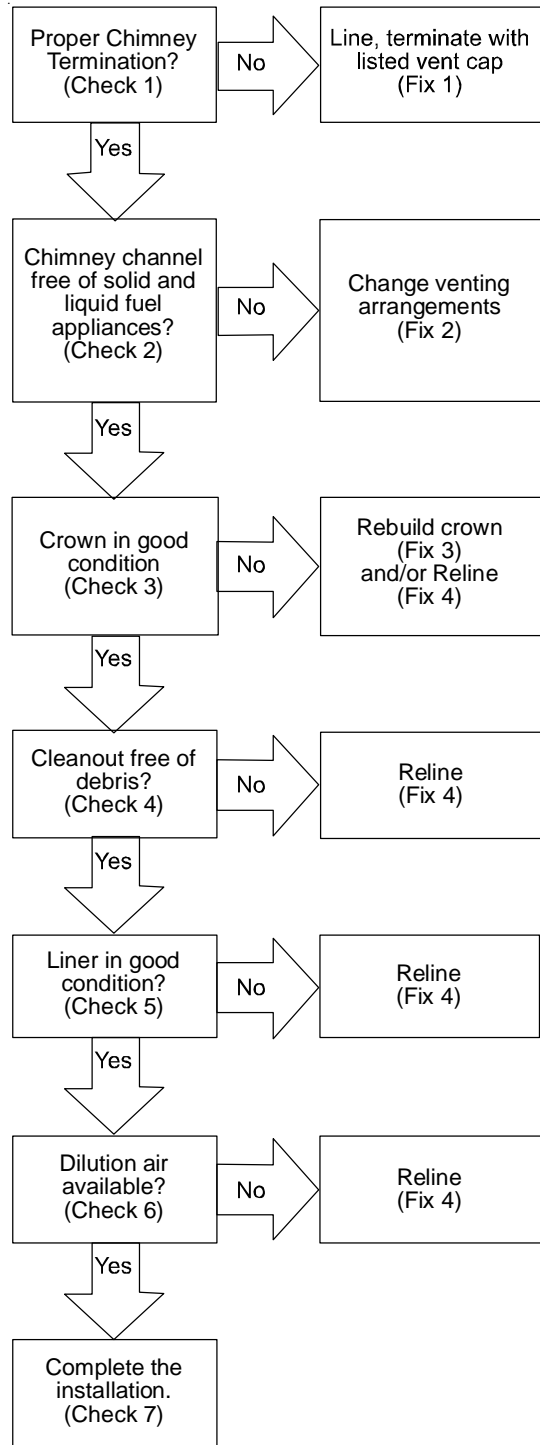 Proper Chimney
Termination?
(Check 1)
No
Line, terminate with
listed vent cap
(Fix 1)
Yes
Chimney channel
free of solid and
liquid fuel
appliances?
(Check 2)
No
Change venting
arrangements
(Fix 2)
Yes
Crown in good
condition
(Check 3)
No
Rebuild crown
(Fix 3)
and/or Reline
(Fix 4)
Yes
Cleanout free of
debris?
(Check 4)
No
Reline
(Fix 4)
Yes
Liner in good
condition?
(Check 5)
No
Reline
(Fix 4)
Yes
Dilution air
available?
(Check 6)
No
Reline
(Fix 4)
Yes
Complete the
installation.
(Check 7)